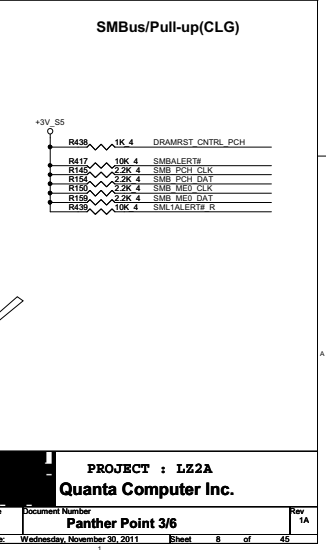 SMBus/Pull-up(CLG)
+3V_S5
R438 1K_4 DRAMRST_CNTRL_PCH
R417 10K_4 SMBALERT#
R145 2.2K_4 SMB_PCH_CLK
R154 2.2K_4 SMB_PCH_DAT
R150 2.2K_4 SMB_ME0_CLK
R159 2.2K_4 SMB_ME0_DAT
R439 10K_4 SML1ALERT#_R
A
PROJECT : LZ2A
Quanta Computer Inc.
Document Number Rev
Panther Point 3/6 1A
Wednesday, November 30, 2011 Sheet 8 of 45
1